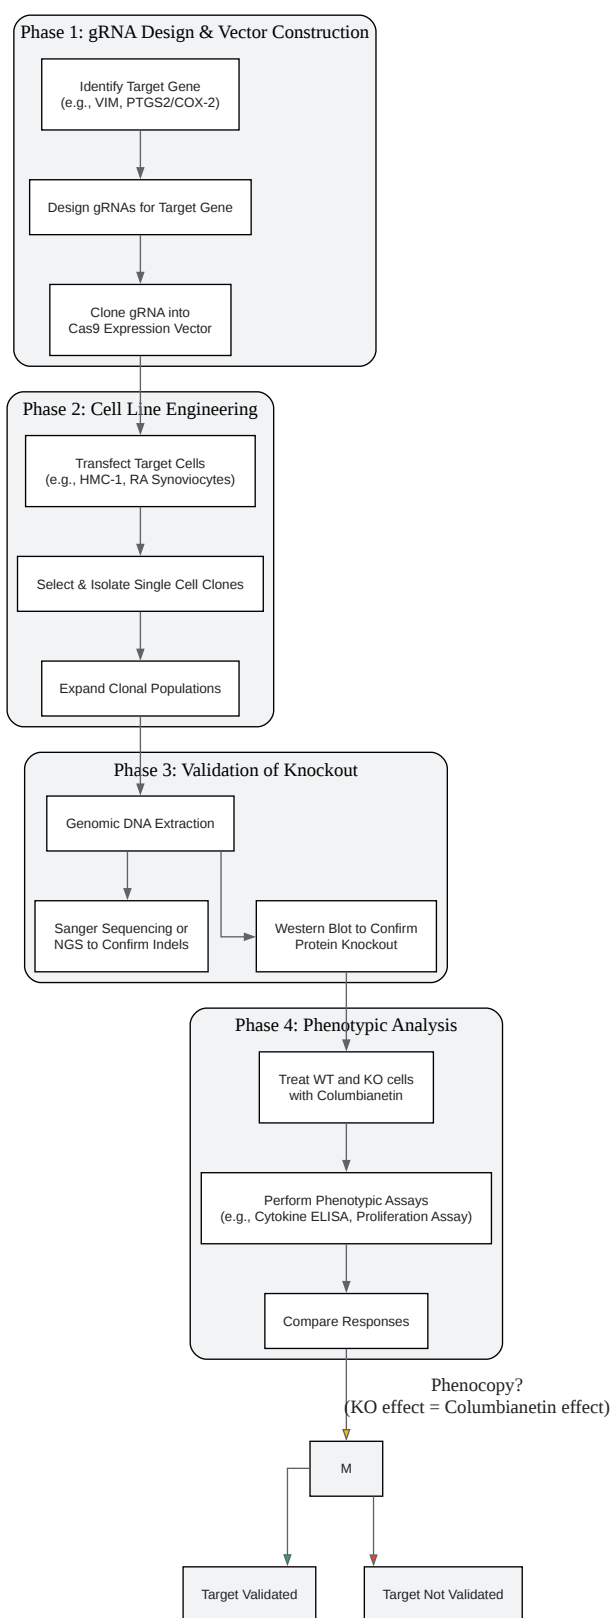 Phase 1: gRNA Design & Vector Construction
Identify Target Gene
(e.g., VIM, PTGS2/COX-2)
Design gRNAs for Target Gene
Clone gRNA into
Cas9 Expression Vector
Phase 2: Cell Line Engineering
Transfect Target Cells
(e.g., HMC-1, RA Synoviocytes)
Select & Isolate Single Cell Clones
Expand Clonal Populations
Phase 3: Validation of Knockout
Genomic DNA Extraction
Sanger Sequencing or
NGS to Confirm Indels
Western Blot to Confirm
Protein Knockout
Phase 4: Phenotypic Analysis
Treat WT and KO cells
with Columbianetin
Perform Phenotypic Assays
(e.g., Cytokine ELISA, Proliferation Assay)
Compare Responses
Phenocopy?
(KO effect = Columbianetin effect)
M
Target Validated
Target Not Validated